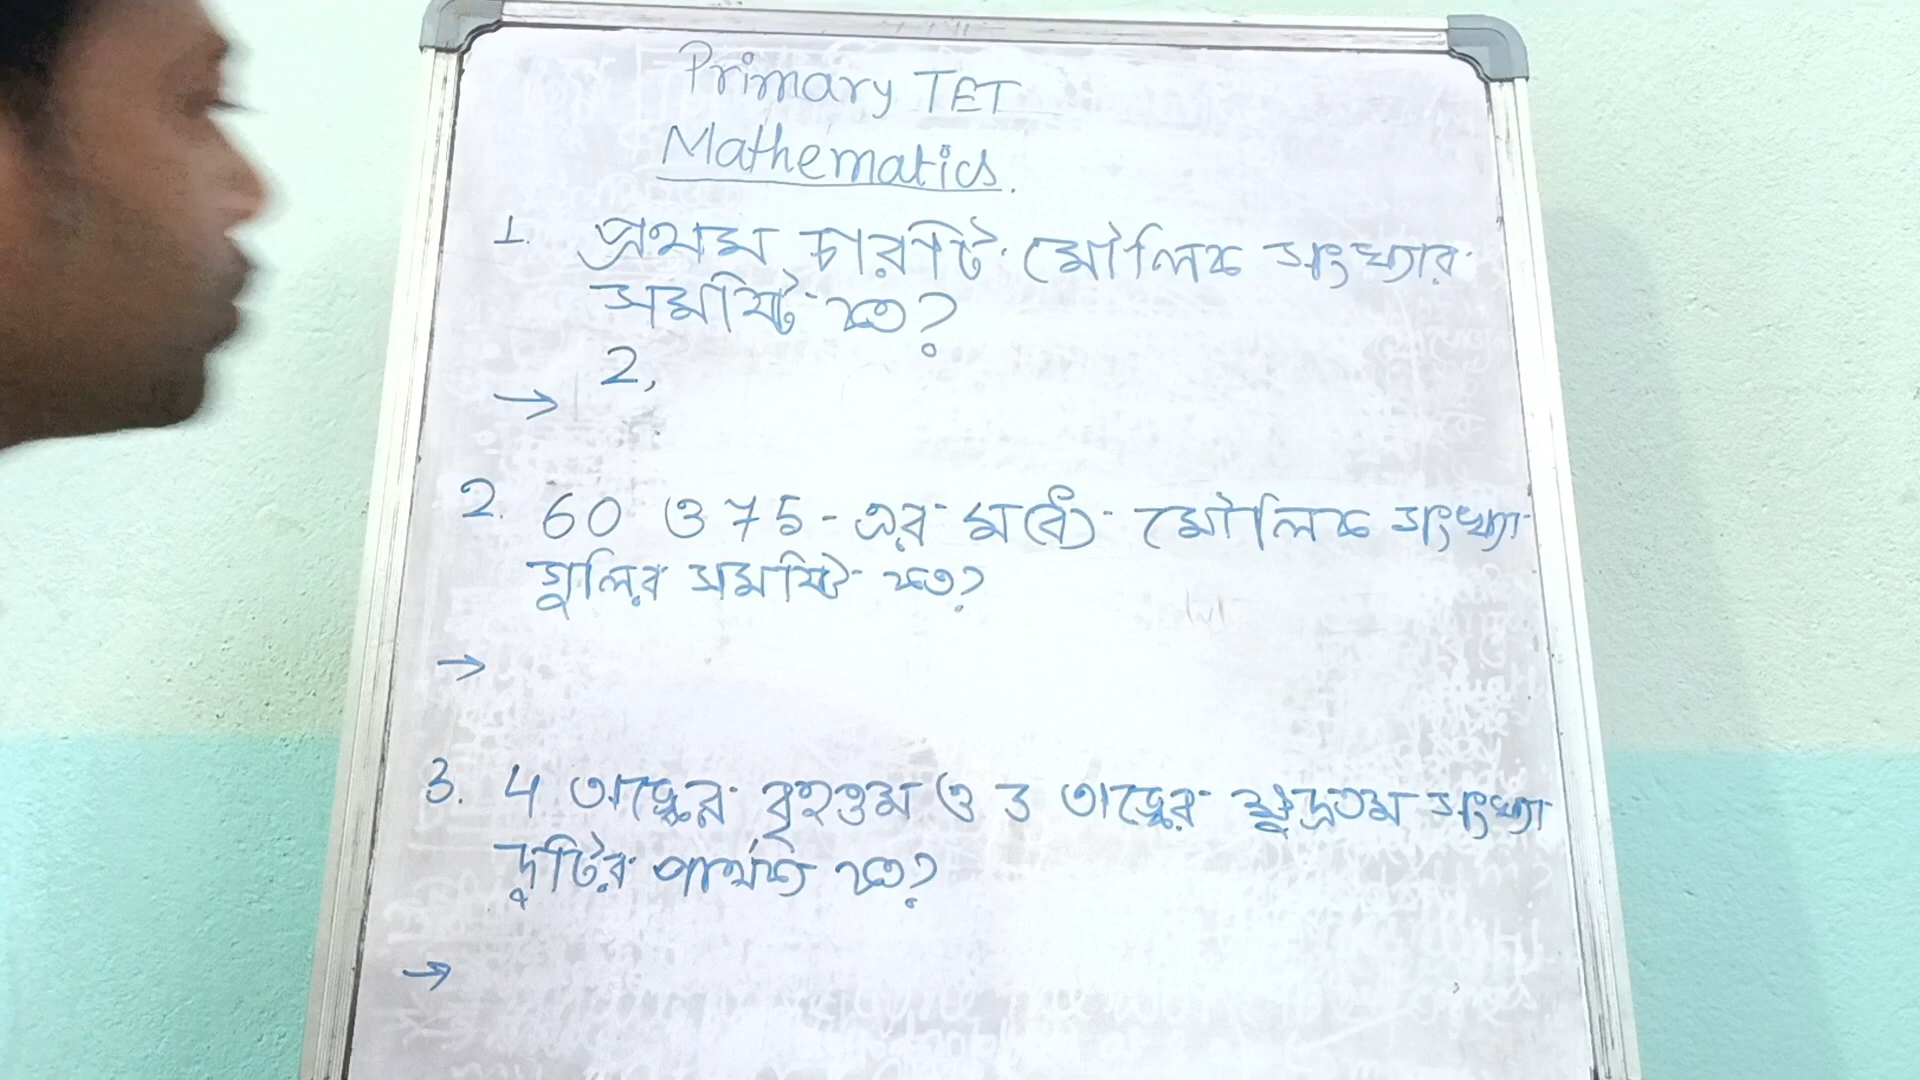 Primary TET
Mathematics.
1. প্রথম চারটি মৌলিক সংখ্যার
সমষ্টি কত?
→ 2,
2. 60 ও 75-এর মধ্যে মৌলিক সংখ্যা
গুলির সমষ্টি কত?
→
3. 4 অঙ্কের বৃহত্তম ও 3 অঙ্কের ক্ষুদ্রতম সংখ্যা
দুটির পার্থক্য কত?
→